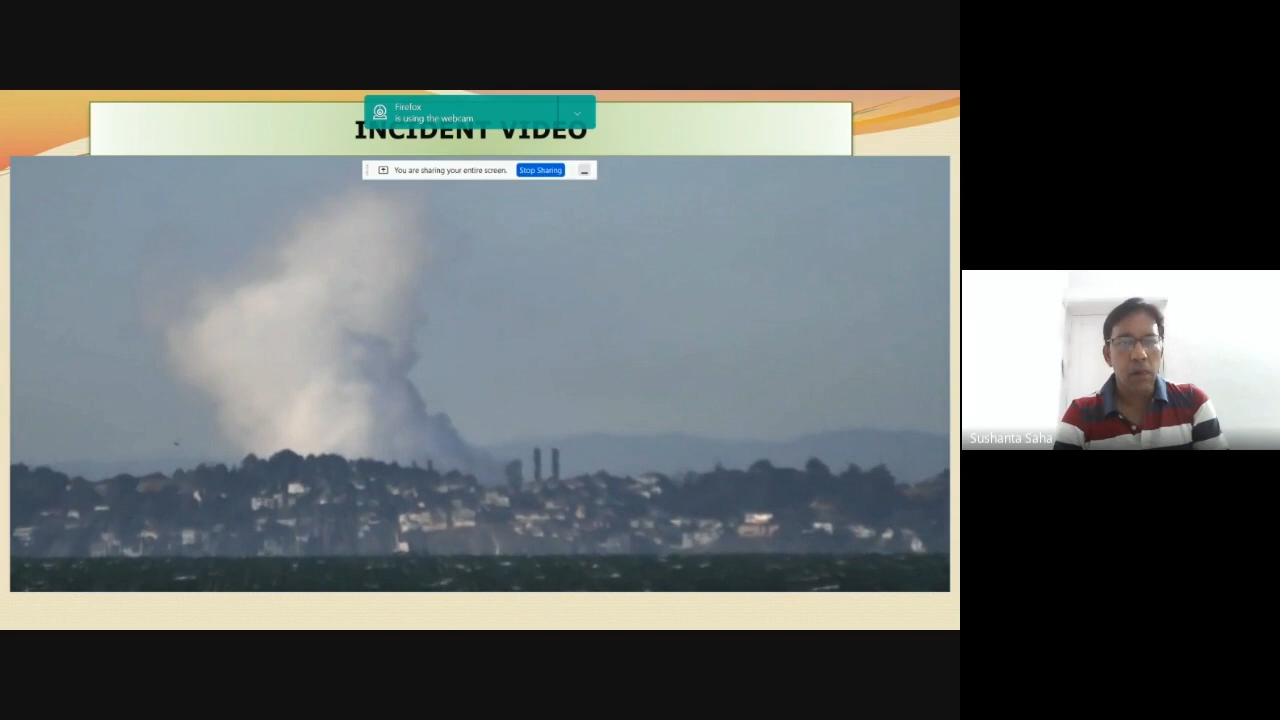 Firefox
is using the webcam
INCIDENT VIDEO
You are sharing your entire screen. Stop Sharing
Sushanta Saha